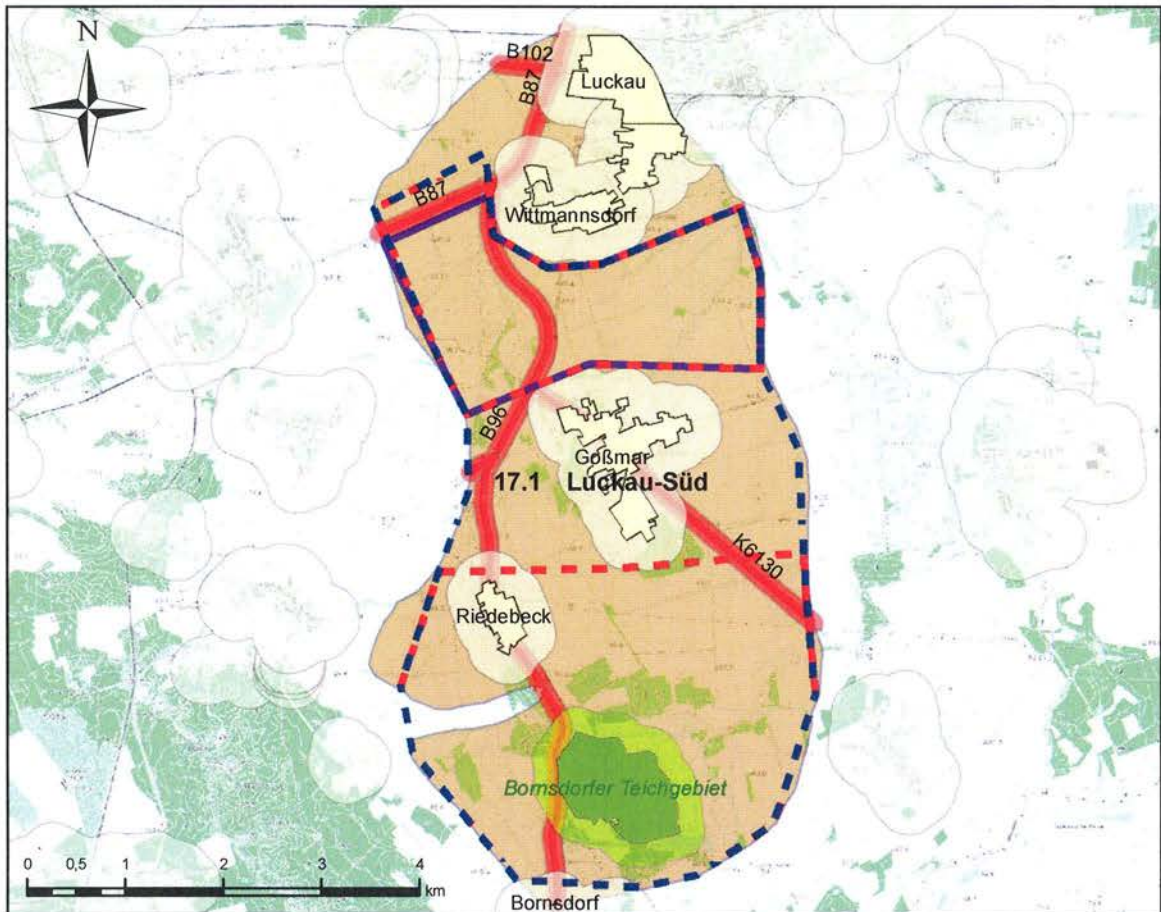 N
B102
B87
Luckau
B87
Wittmannsdorf
B96
Goßmar
17.1 Luckau-Süd
K6130
Riedebeck
Bornsdorfer Teichgebiet
0 0,5 1 2 3 4
km
Bornsdorf